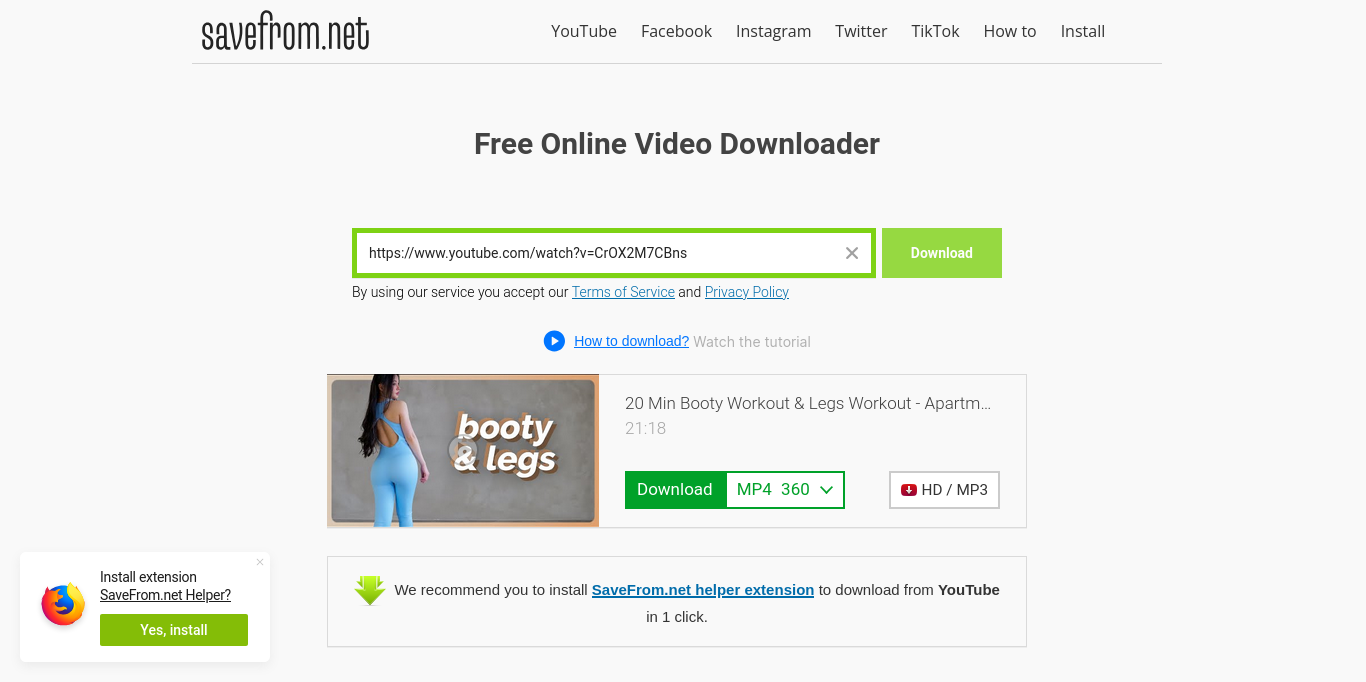 savefrom.net
YouTube Facebook Instagram Twitter TikTok How to Install
Free Online Video Downloader
https://www.youtube.com/watch?v=CrOX2M7CBns
Download
By using our service you accept our Terms of Service and Privacy Policy
How to download? Watch the tutorial
booty
& legs
20 Min Booty Workout & Legs Workout - Apartm...
21:18
Download MP4 360
HD / MP3
We recommend you to install SaveFrom.net helper extension to download from YouTube
in 1 click.
Install extension
SaveFrom.net Helper?
Yes, install